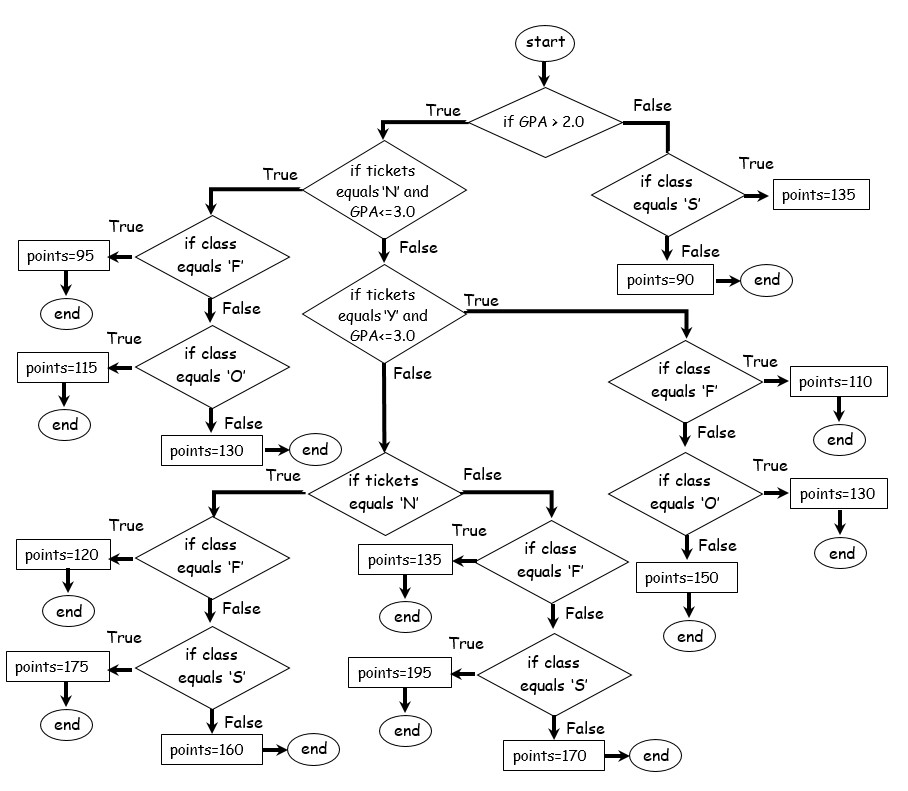 start
if GPA > 2.0
True
False
if tickets
equals 'N' and
GPA<=3.0
if class
equals 'S'
True
points=135
False
points=90
end
True
False
if class
equals 'F'
True
points=95
end
False
if class
equals 'O'
True
points=115
end
False
points=130
end
if tickets
equals 'Y' and
GPA<=3.0
True
False
if class
equals 'F'
True
points=110
end
False
if class
equals 'O'
True
points=130
end
False
points=150
end
if tickets
equals 'N'
True
False
if class
equals 'F'
True
points=120
end
False
if class
equals 'S'
True
points=175
end
False
points=160
end
if class
equals 'F'
True
points=135
end
False
if class
equals 'S'
True
points=195
end
False
points=170
end